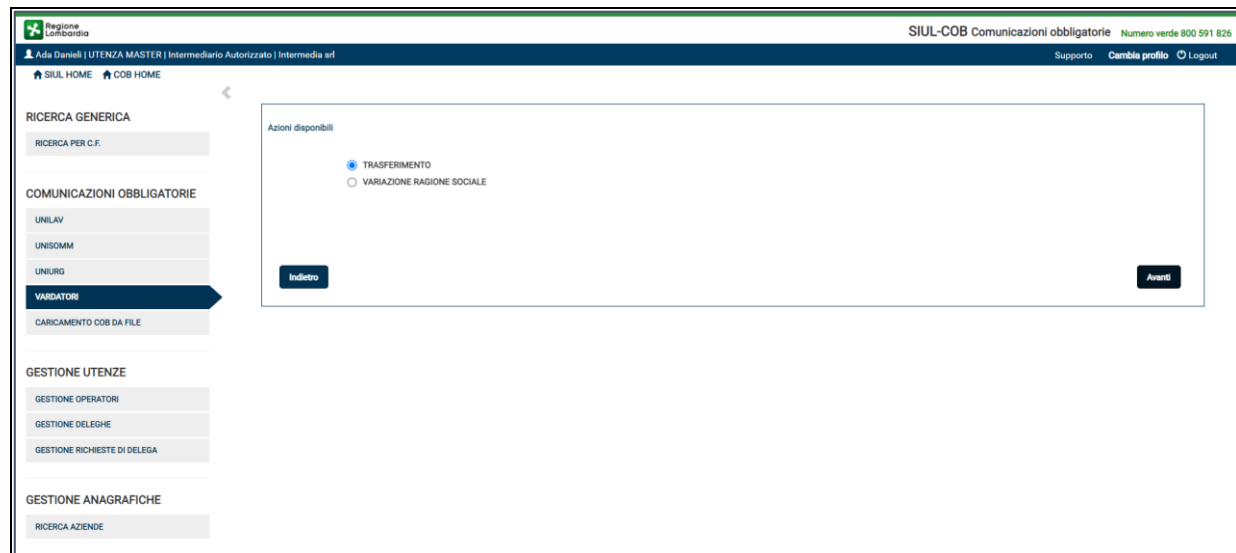 Regione
Lombardia
SIUL-COB Comunicazioni obbligatorie Numero verde 800 591 826
Ada Danieli | UTENZA MASTER | Intermediario Autorizzato | Intermedia srl
Supporto Cambia profilo Logout
SIUL HOME COB HOME
RICERCA GENERICA
RICERCA PER C.F.
Azioni disponibili
TRASFERIMENTO
VARIAZIONE RAGIONE SOCIALE
COMUNICAZIONI OBBLIGATORIE
UNILAV
UNISOMM
UNIURG
Indietro
Avanti
VARDATORI
CARICAMENTO COB DA FILE
GESTIONE UTENZE
GESTIONE OPERATORI
GESTIONE DELEGHE
GESTIONE RICHIESTE DI DELEGA
GESTIONE ANAGRAFICHE
RICERCA AZIENDE